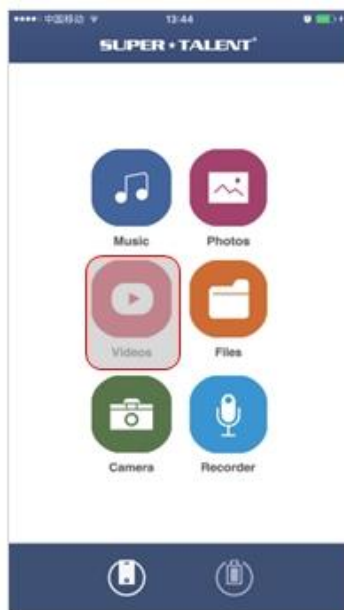 中国移动 13:44
SUPER★TALENT
Music Photos
Videos Files
Camera Recorder